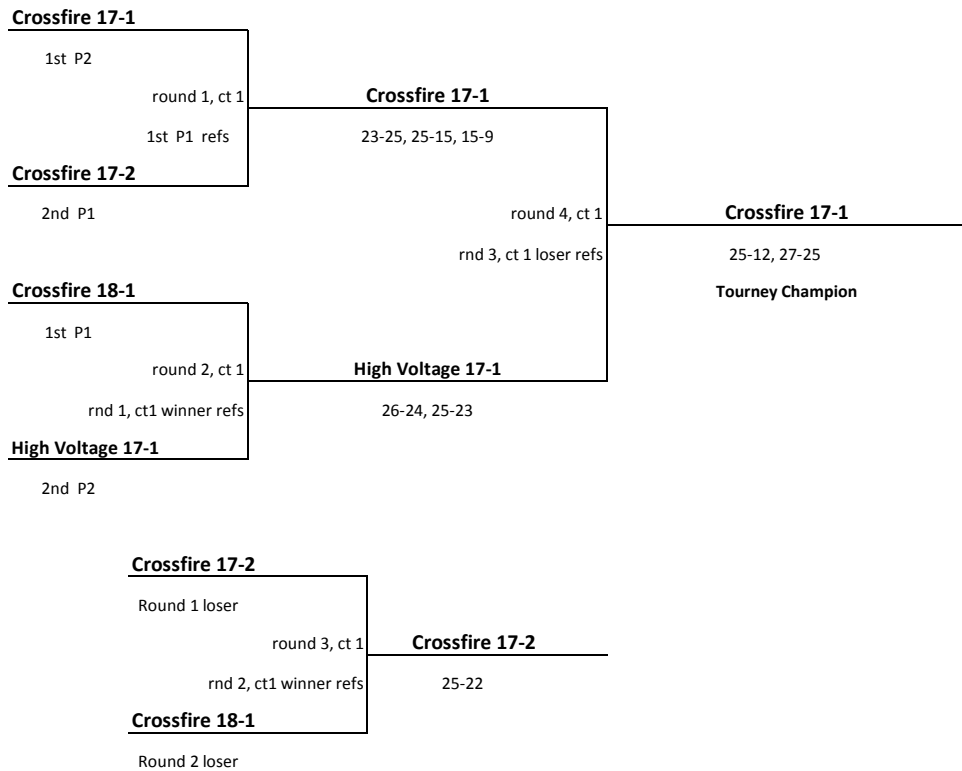 Crossfire 17-1
1st P2
round 1, ct 1
Crossfire 17-1
1st P1 refs
23-25, 25-15, 15-9
Crossfire 17-2
2nd P1
round 4, ct 1
Crossfire 17-1
rnd 3, ct 1 loser refs
25-12, 27-25
Crossfire 18-1
Tourney Champion
1st P1
round 2, ct 1
High Voltage 17-1
rnd 1, ct1 winner refs
26-24, 25-23
High Voltage 17-1
2nd P2
Crossfire 17-2
Round 1 loser
round 3, ct 1
Crossfire 17-2
rnd 2, ct1 winner refs
25-22
Crossfire 18-1
Round 2 loser